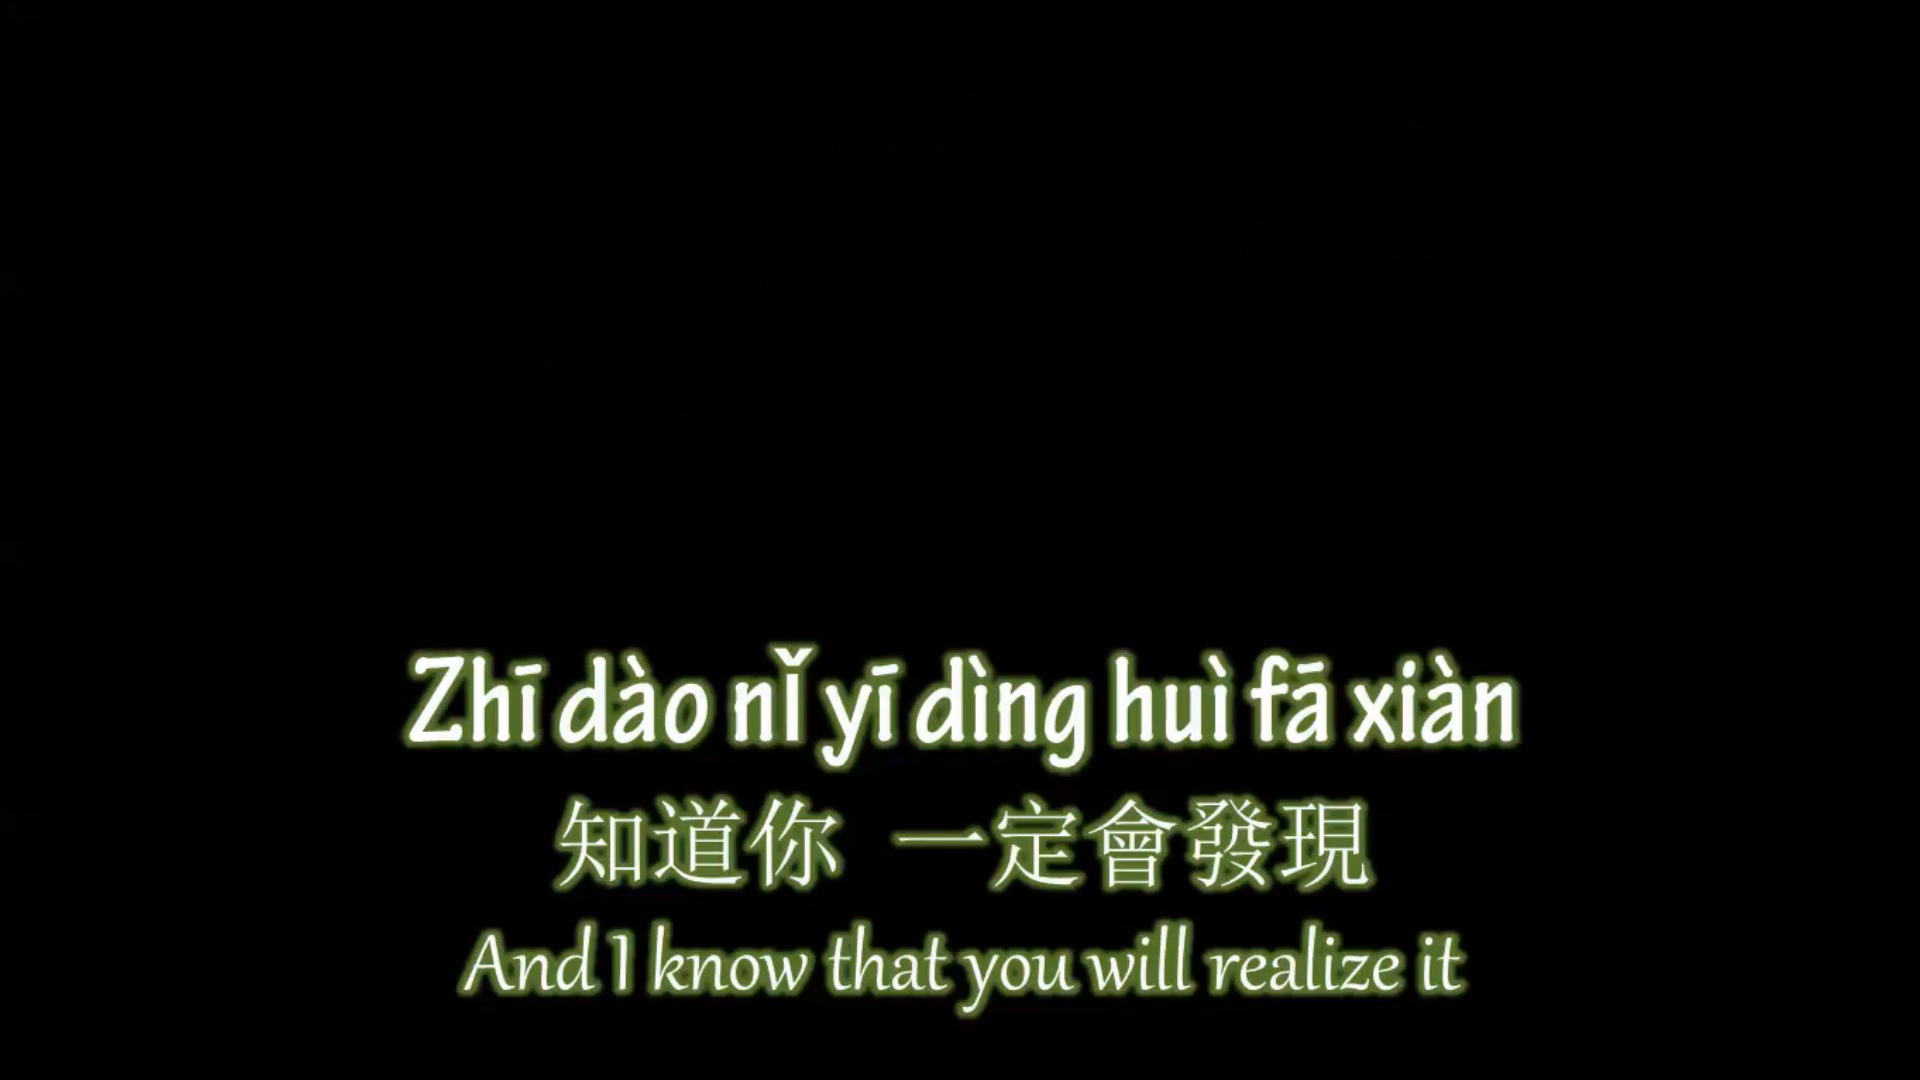 Zhī dào nǐ yī dìng huì fā xiàn
知道你 一定會發現
And I know that you will realize it